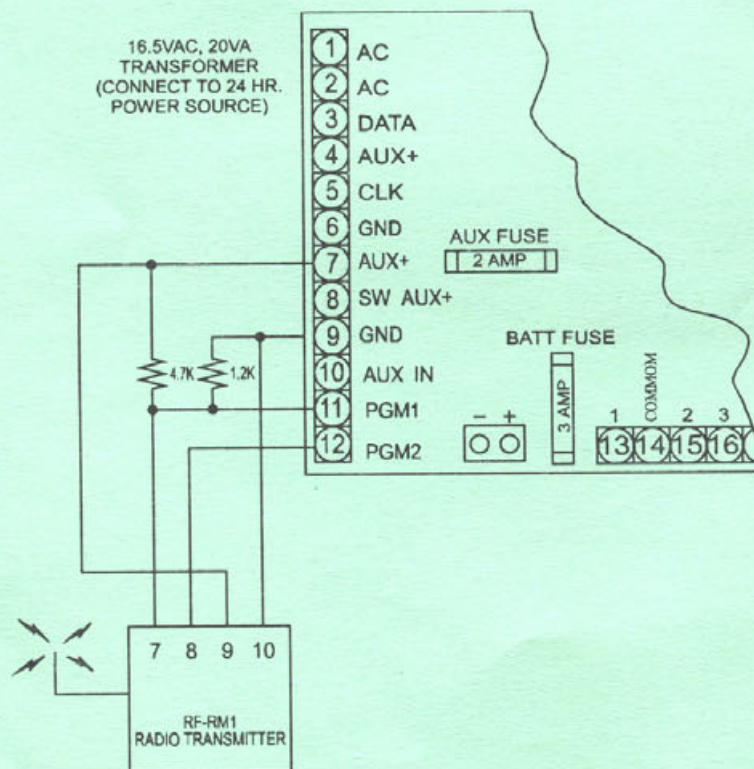 16.5VAC, 20VA
TRANSFORMER
(CONNECT TO 24 HR.
POWER SOURCE)
1 AC
2 AC
3 DATA
4 AUX+
5 CLK
6 GND
7 AUX+
8 SW AUX+
9 GND
10 AUX IN
11 PGM1
12 PGM2
AUX FUSE
2 AMP
BATT FUSE
3 AMP
- +
1 COMMOM 2 3
13 14 15 16
4.7K 1.2K
7 8 9 10
RF-RM1
RADIO TRANSMITTER